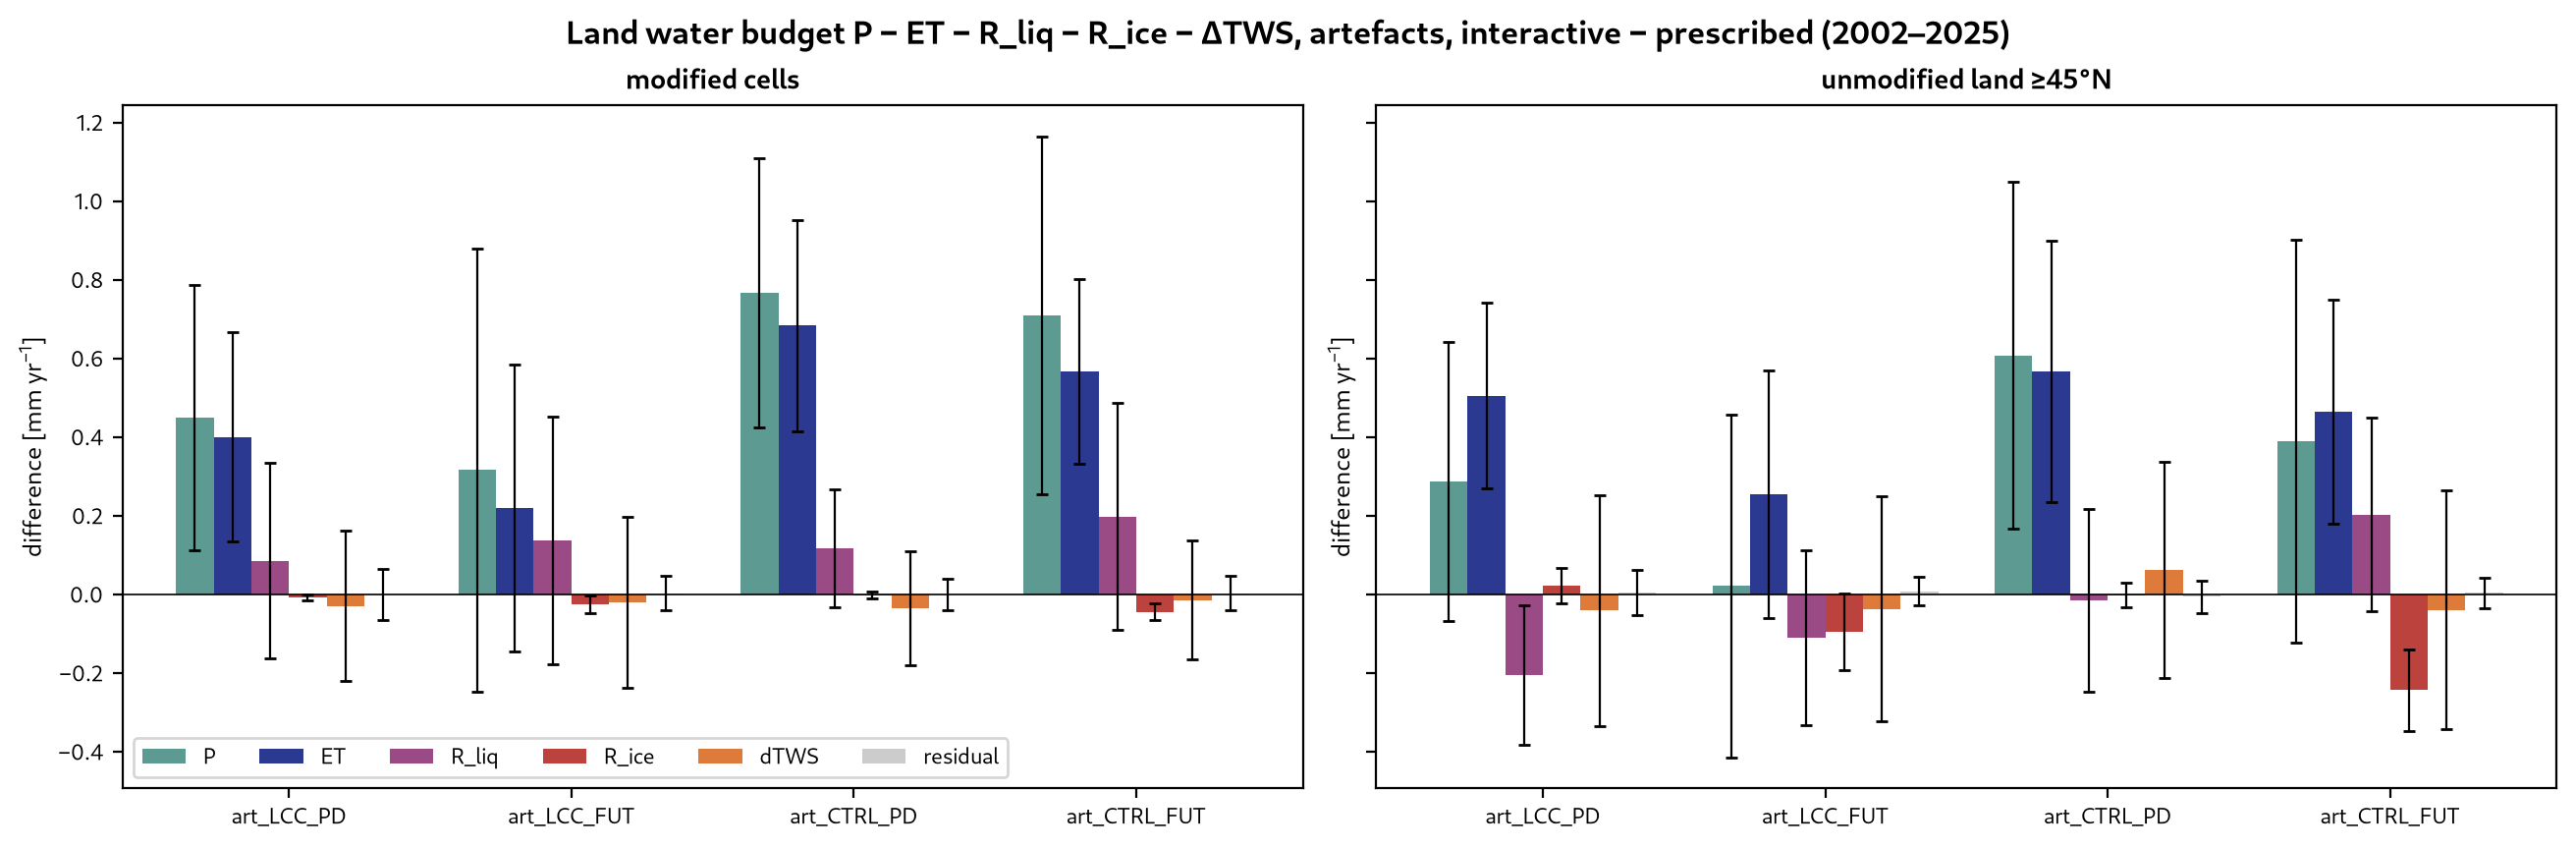 Land water budget P − ET − R_liq − R_ice − ΔTWS, artefacts, interactive − prescribed (2002–2025)
modified cells
unmodified land ≥45°N
difference [mm yr⁻¹]
1.2
1.0
0.8
0.6
0.4
0.2
0.0
−0.2
−0.4
P ET R_liq R_ice dTWS residual
art_LCC_PD art_LCC_FUT art_CTRL_PD art_CTRL_FUT
difference [mm yr⁻¹]
art_LCC_PD art_LCC_FUT art_CTRL_PD art_CTRL_FUT